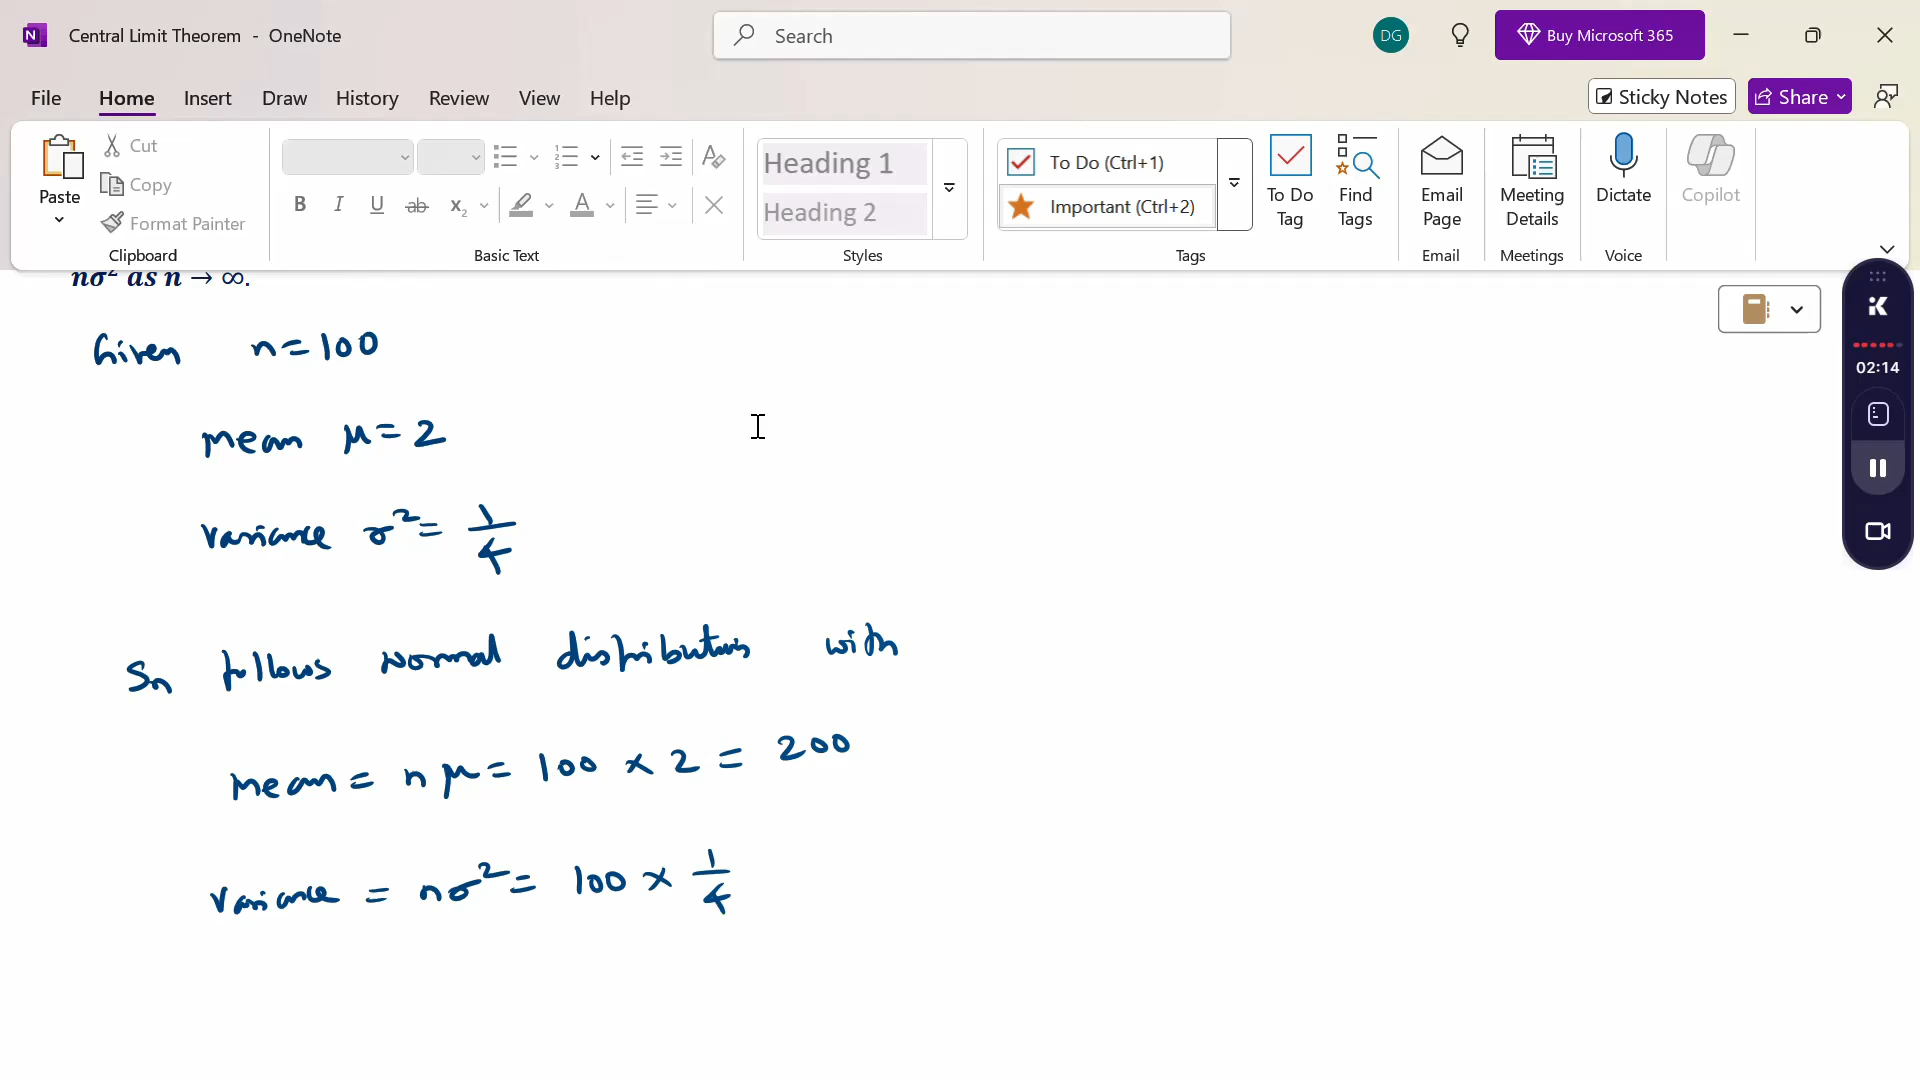 Central Limit Theorem - OneNote
Search
DG
Buy Microsoft 365
File Home Insert Draw History Review View Help
Sticky Notes
Share
Paste
Cut
Copy
Format Painter
Clipboard
B I U ab x₂ A
Basic Text
Heading 1
Heading 2
Styles
To Do (Ctrl+1)
Important (Ctrl+2)
To Do Tag
Find Tags
Tags
Email Page
Email
Meeting Details
Meetings
Dictate
Voice
Copilot
nσ² as n → ∞.
02:14
Given n = 100
mean μ = 2
variance σ² = 1/4
Sn follows normal distribution with
mean = nμ = 100 × 2 = 200
variance = nσ² = 100 × 1/4